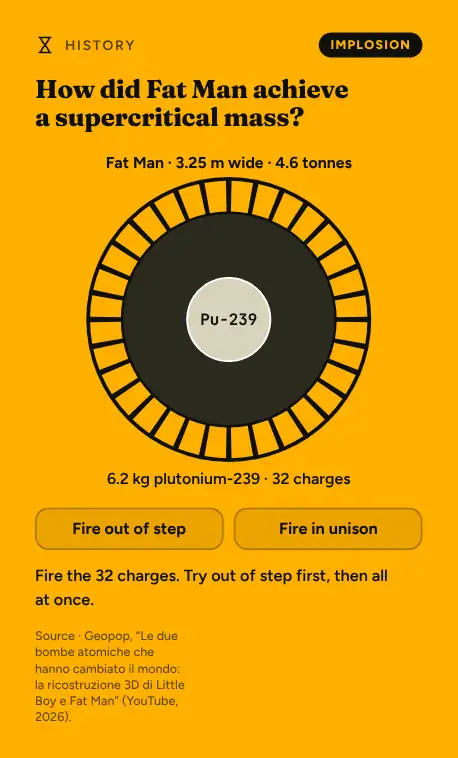 HISTORY
IMPLOSION
How did Fat Man achieve
a supercritical mass?
Fat Man · 3.25 m wide · 4.6 tonnes
Pu-239
6.2 kg plutonium-239 · 32 charges
Fire out of step
Fire in unison
Fire the 32 charges. Try out of step first, then all
at once.
Source · Geopop, “Le due
bombe atomiche che
hanno cambiato il mondo:
la ricostruzione 3D di Little
Boy e Fat Man” (YouTube,
2026).